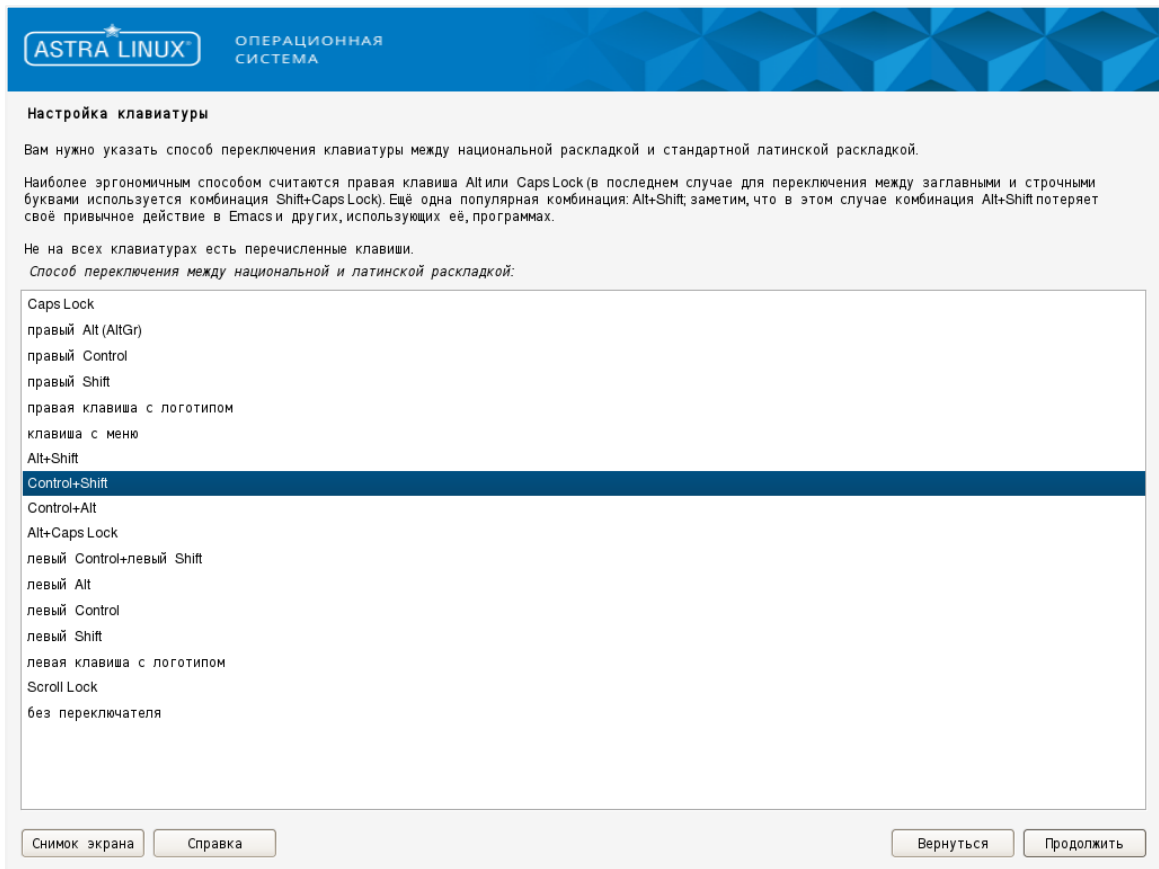 ASTRA LINUX®
ОПЕРАЦИОННАЯ
СИСТЕМА
Настройка клавиатуры
Вам нужно указать способ переключения клавиатуры между национальной раскладкой и стандартной латинской раскладкой.
Наиболее эргономичным способом считаются правая клавиша Alt или Caps Lock (в последнем случае для переключения между заглавными и строчными
буквами используется комбинация Shift+Caps Lock). Ещё одна популярная комбинация: Alt+Shift; заметим, что в этом случае комбинация Alt+Shift потеряет
своё привычное действие в Emacs и других, использующих её, программах.
Не на всех клавиатурах есть перечисленные клавиши.
Способ переключения между национальной и латинской раскладкой:
Caps Lock
правый Alt (AltGr)
правый Control
правый Shift
правая клавиша с логотипом
клавиша с меню
Alt+Shift
Control+Shift
Control+Alt
Alt+Caps Lock
левый Control+левый Shift
левый Alt
левый Control
левый Shift
левая клавиша с логотипом
Scroll Lock
без переключателя
Снимок экрана
Справка
Вернуться
Продолжить